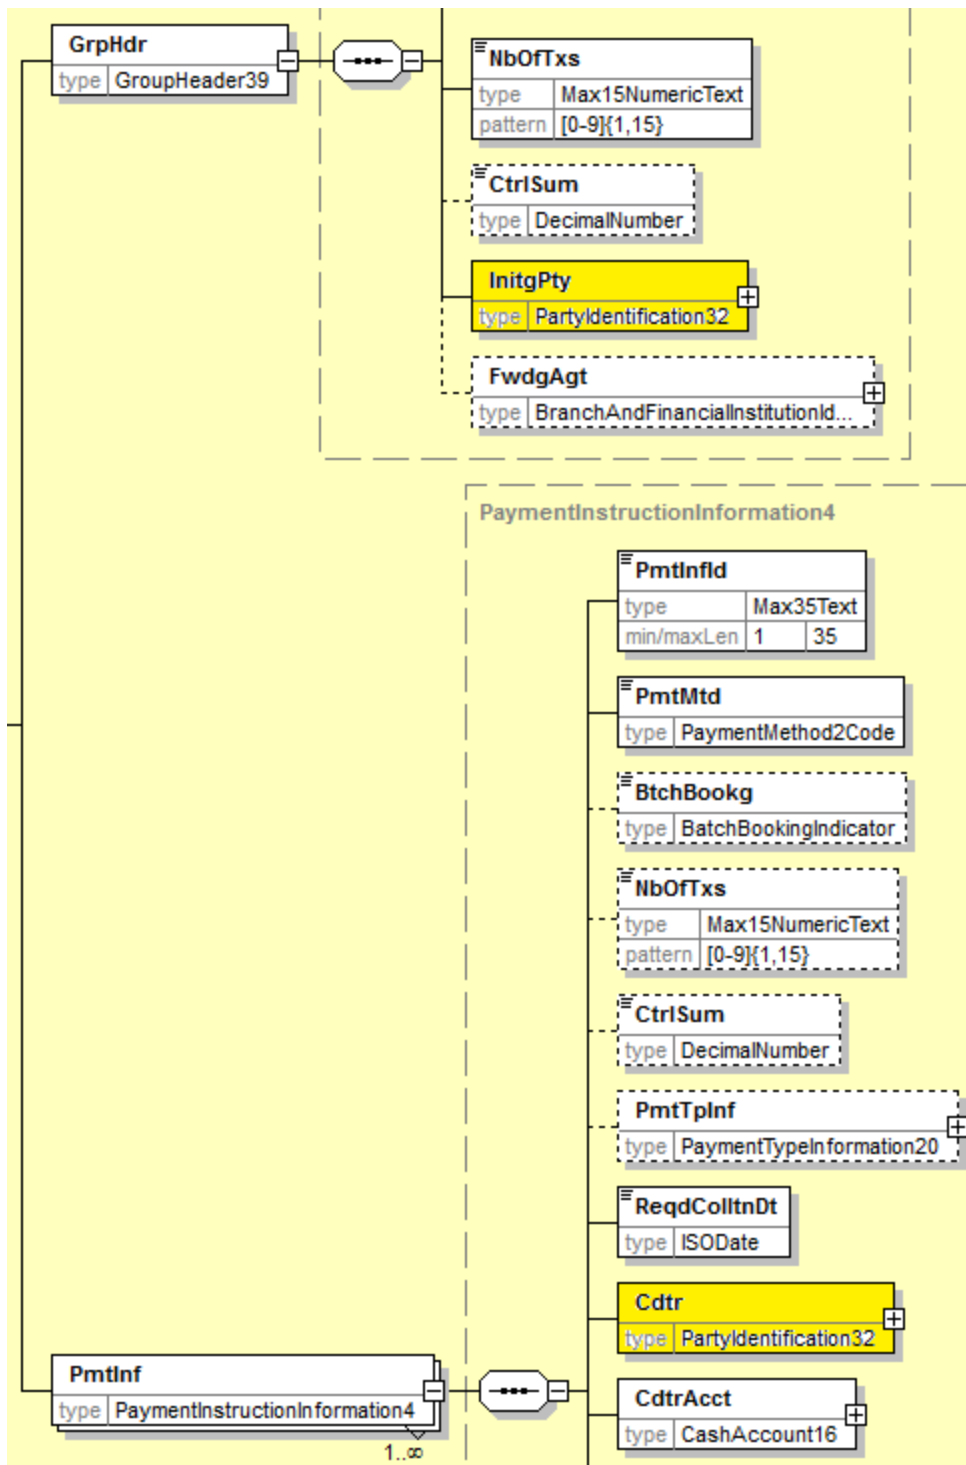 GrpHdr
type GroupHeader39
NbOfTxs
type Max15NumericText
pattern [0-9]{1,15}
CtrlSum
type DecimalNumber
InitgPty
type PartyIdentification32
FwdgAgt
type BranchAndFinancialInstitutionId...
PaymentInstructionInformation4
PmtInfId
type Max35Text
min/maxLen 1 35
PmtMtd
type PaymentMethod2Code
BtchBookg
type BatchBookingIndicator
NbOfTxs
type Max15NumericText
pattern [0-9]{1,15}
CtrlSum
type DecimalNumber
PmtTpInf
type PaymentTypeInformation20
ReqdColltnDt
type ISODate
Cdtr
type PartyIdentification32
PmtInf
type PaymentInstructionInformation4
1..∞
CdtrAcct
type CashAccount16